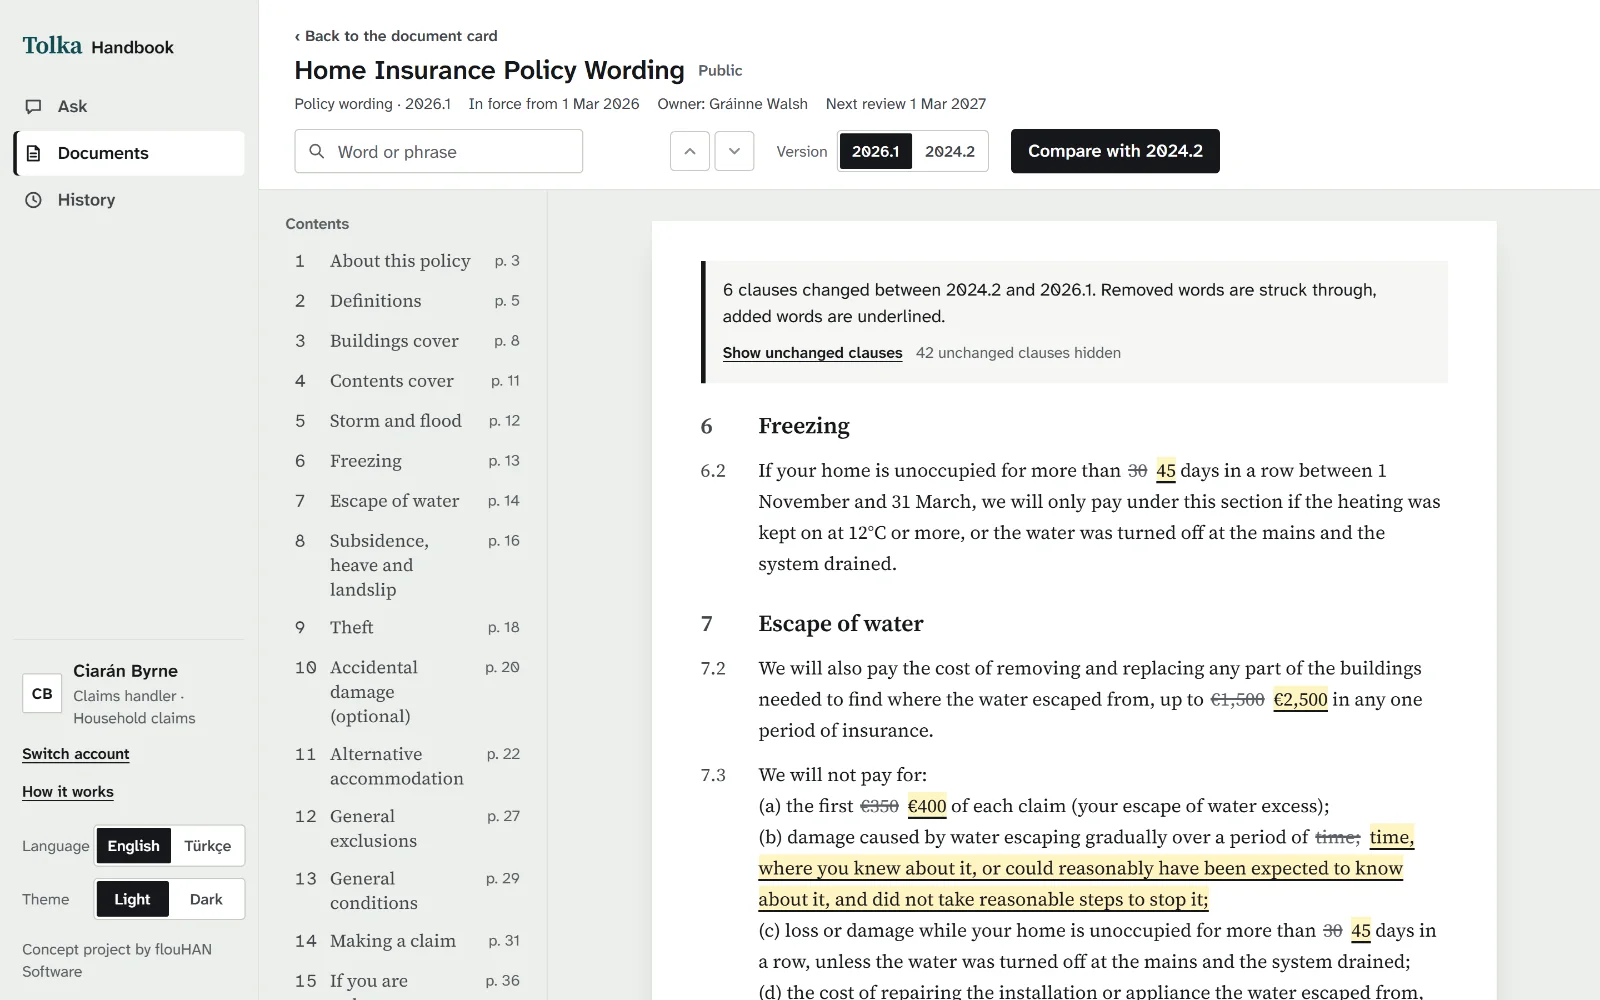 Tolka Handbook
Ask
Documents
History
Ciarán Byrne
CB
Claims handler ·
Household claims
Switch account
How it works
Language English Türkçe
Theme Light Dark
Concept project by flouHAN
Software
‹ Back to the document card
Home Insurance Policy Wording Public
Policy wording · 2026.1 In force from 1 Mar 2026 Owner: Gráinne Walsh Next review 1 Mar 2027
Word or phrase Version 2026.1 2024.2 Compare with 2024.2
Contents
1 About this policy p. 3
2 Definitions p. 5
3 Buildings cover p. 8
4 Contents cover p. 11
5 Storm and flood p. 12
6 Freezing p. 13
7 Escape of water p. 14
8 Subsidence, p. 16
heave and
landslip
9 Theft p. 18
10 Accidental p. 20
damage
(optional)
11 Alternative p. 22
accommodation
12 General p. 27
exclusions
13 General p. 29
conditions
14 Making a claim p. 31
15 If you are p. 36
6 clauses changed between 2024.2 and 2026.1. Removed words are struck through,
added words are underlined.
Show unchanged clauses 42 unchanged clauses hidden
6 Freezing
6.2 If your home is unoccupied for more than 30 45 days in a row between 1
November and 31 March, we will only pay under this section if the heating was
kept on at 12°C or more, or the water was turned off at the mains and the
system drained.
7 Escape of water
7.2 We will also pay the cost of removing and replacing any part of the buildings
needed to find where the water escaped from, up to €1,500 €2,500 in any one
period of insurance.
7.3 We will not pay for:
(a) the first €350 €400 of each claim (your escape of water excess);
(b) damage caused by water escaping gradually over a period of time; time,
where you knew about it, or could reasonably have been expected to know
about it, and did not take reasonable steps to stop it;
(c) loss or damage while your home is unoccupied for more than 30 45 days in
a row, unless the water was turned off at the mains and the system drained;
(d) the cost of repairing the installation or appliance the water escaped from,